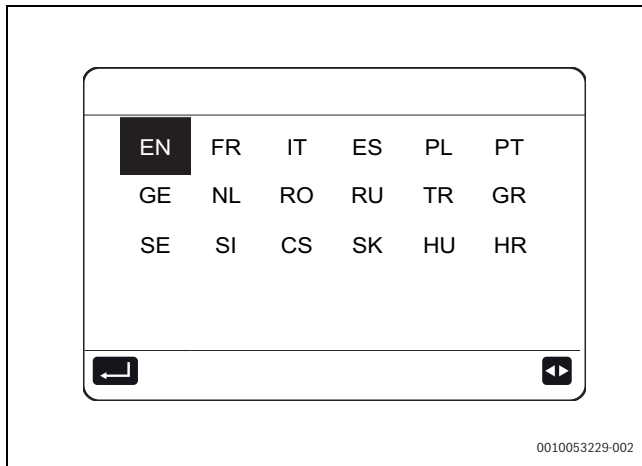 EN FR IT ES PL PT
GE NL RO RU TR GR
SE SI CS SK HU HR
0010053229-002